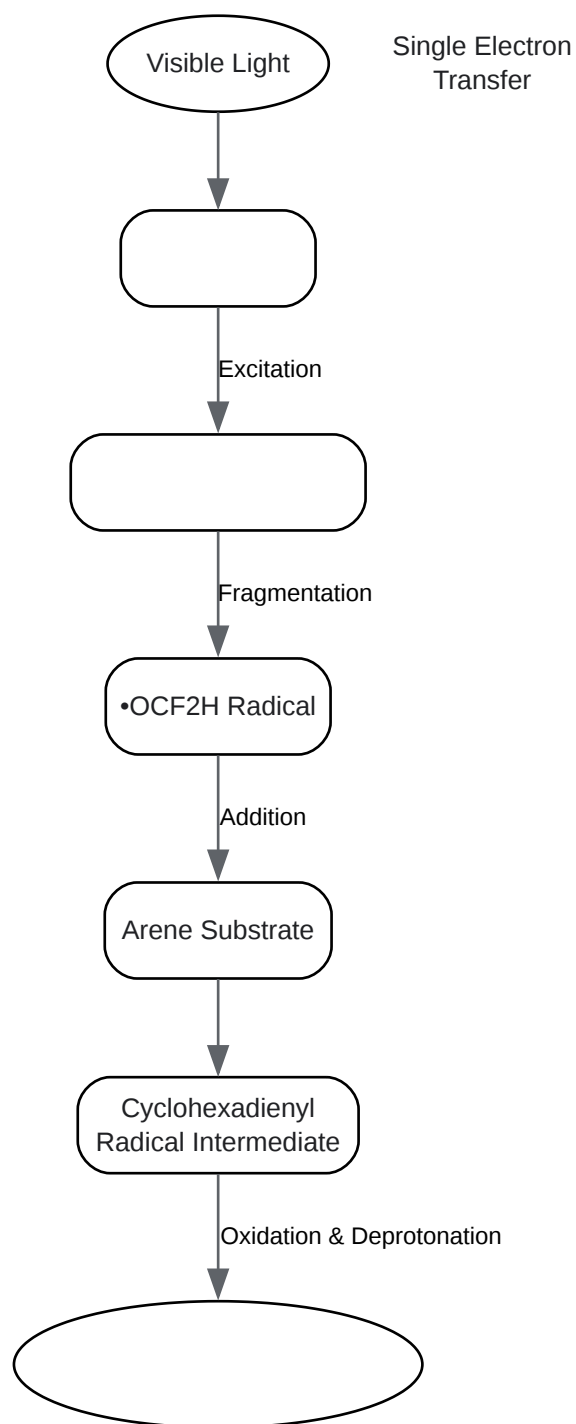 Visible Light
Single Electron
Transfer
Excitation
Fragmentation
•OCF2H Radical
Addition
Arene Substrate
Cyclohexadienyl
Radical Intermediate
Oxidation & Deprotonation